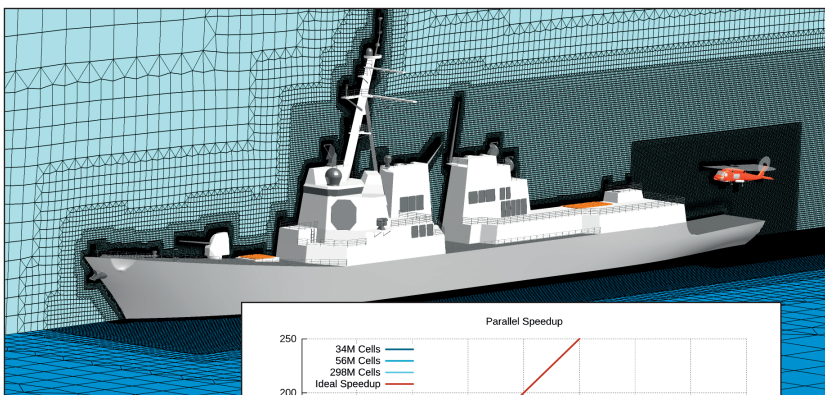 Parallel Speedup
250
34M Cells
56M Cells
298M Cells
Ideal Speedup
200